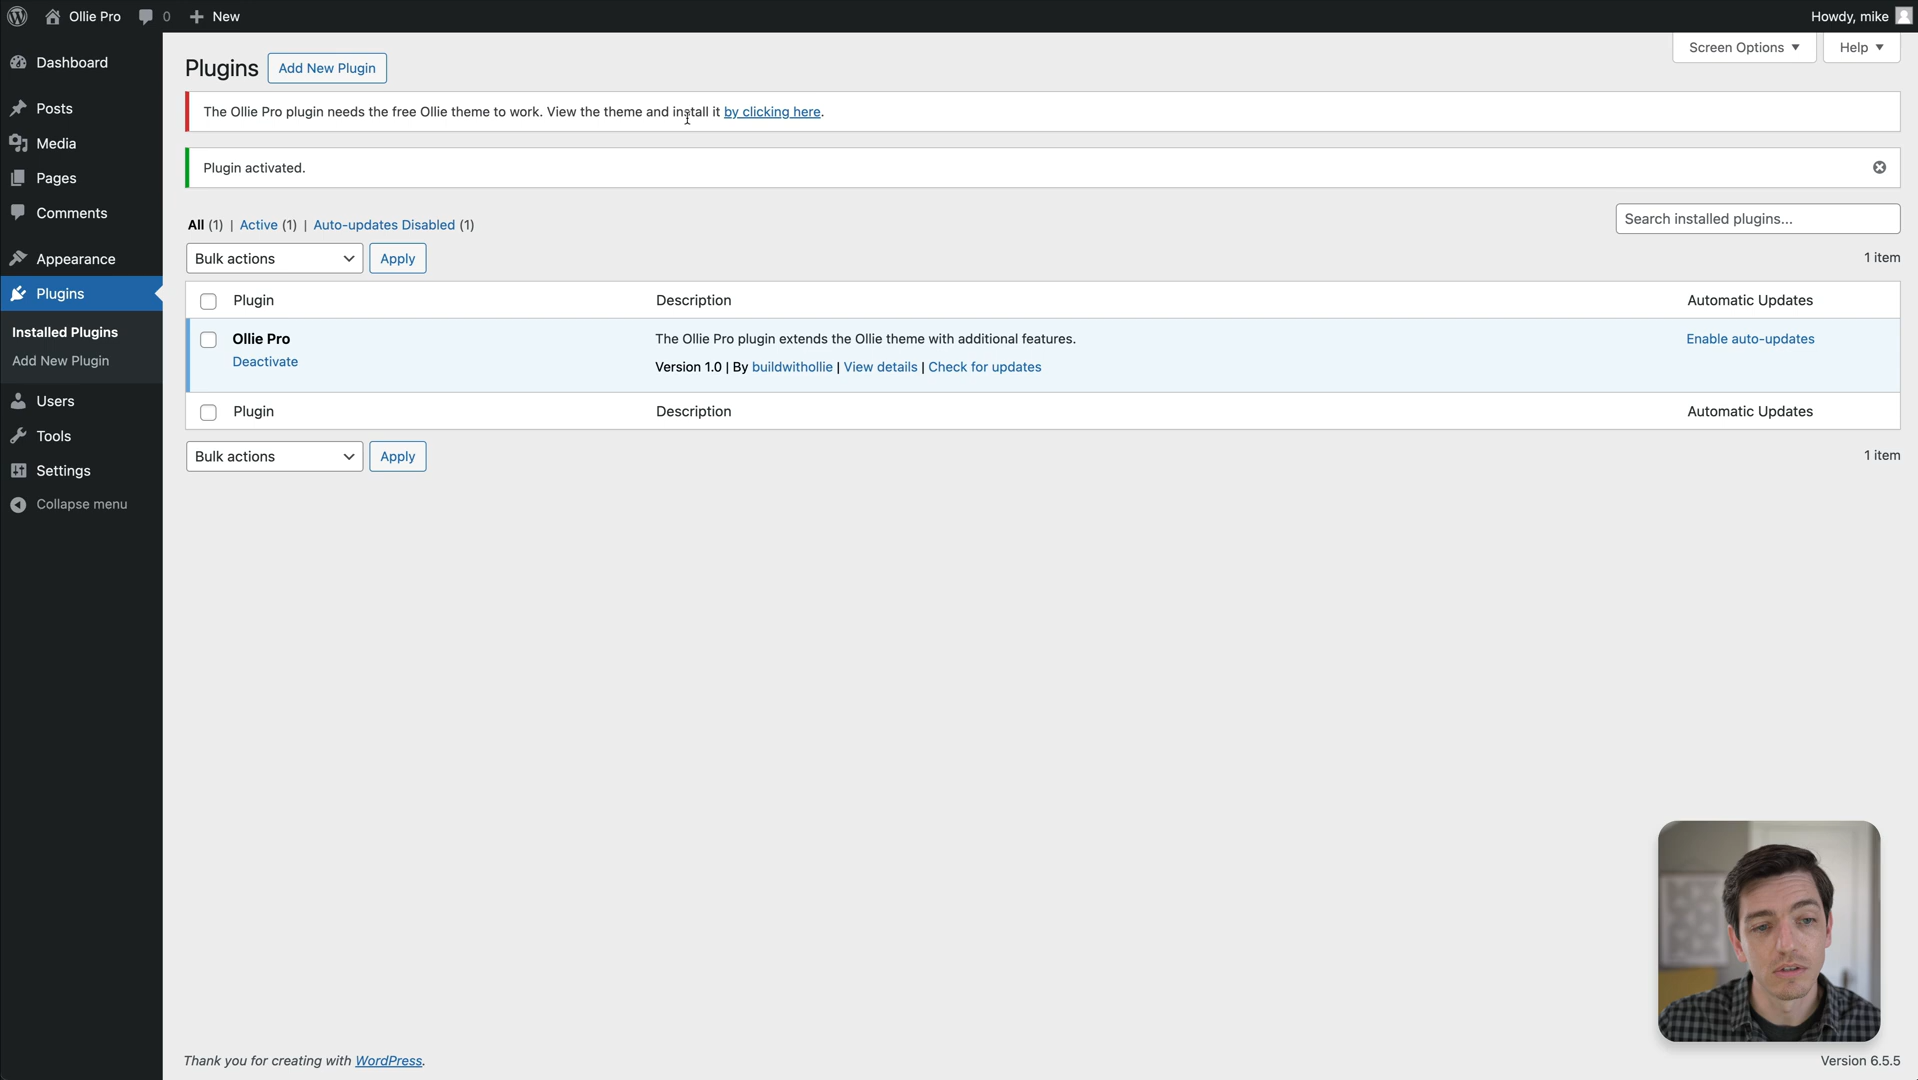 Ollie Pro
0
New
Howdy, mike
Dashboard
Posts
Media
Pages
Comments
Appearance
Plugins
Installed Plugins
Add New Plugin
Users
Tools
Settings
Collapse menu
Screen Options
Help
Plugins
Add New Plugin
The Ollie Pro plugin needs the free Ollie theme to work. View the theme and install it by clicking here.
Plugin activated.
All (1) | Active (1) | Auto-updates Disabled (1)
Search installed plugins...
Bulk actions
Apply
1 item
Plugin
Description
Automatic Updates
Ollie Pro
The Ollie Pro plugin extends the Ollie theme with additional features.
Enable auto-updates
Deactivate
Version 1.0 | By buildwithollie | View details | Check for updates
Plugin
Description
Automatic Updates
Bulk actions
Apply
1 item
Thank you for creating with WordPress.
Version 6.5.5